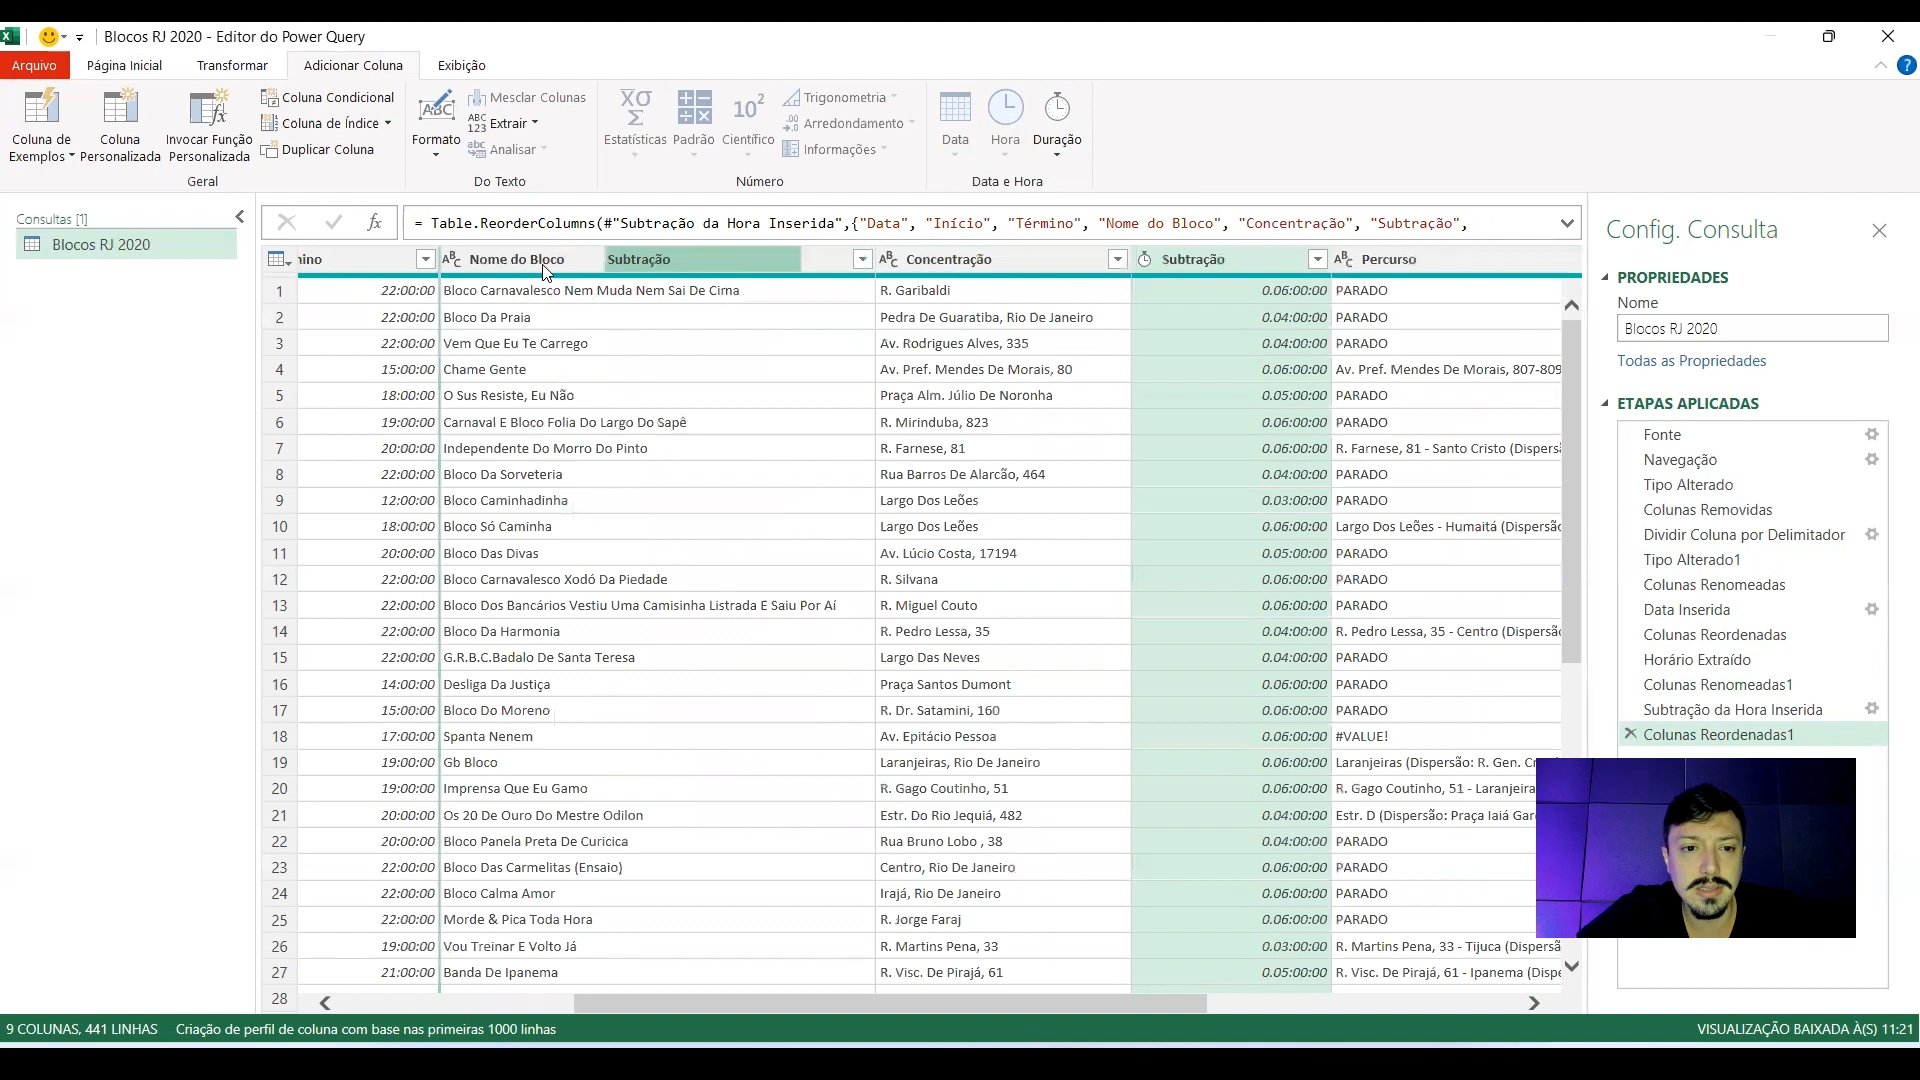 Blocos RJ 2020 - Editor do Power Query
Arquivo
Página Inicial
Transformar
Adicionar Coluna
Exibição
Coluna de Exemplos
Coluna Personalizada
Invocar Função Personalizada
Coluna Condicional
Coluna de Índice
Duplicar Coluna
Geral
Formato
Mesclar Colunas
Extrair
Analisar
Do Texto
Estatísticas
Padrão
Científico
Trigonometria
Arredondamento
Informações
Número
Data
Hora
Duração
Data e Hora
Consultas [1]
Blocos RJ 2020
= Table.ReorderColumns(#"Subtração da Hora Inserida",{"Data", "Início", "Término", "Nome do Bloco", "Concentração", "Subtração",
Nome do Bloco Subtração Concentração Subtração Percurso
1 22:00:00 Bloco Carnavalesco Nem Muda Nem Sai De Cima R. Garibaldi 0.06:00:00 PARADO
2 22:00:00 Bloco Da Praia Pedra De Guaratiba, Rio De Janeiro 0.04:00:00 PARADO
3 22:00:00 Vem Que Eu Te Carrego Av. Rodrigues Alves, 335 0.04:00:00 PARADO
4 15:00:00 Chame Gente Av. Pref. Mendes De Morais, 80 0.06:00:00 Av. Pref. Mendes De Morais, 807-809
5 18:00:00 O Sus Resiste, Eu Não Praça Alm. Júlio De Noronha 0.05:00:00 PARADO
6 19:00:00 Carnaval E Bloco Folia Do Largo Do Sapê R. Mirinduba, 823 0.06:00:00 PARADO
7 20:00:00 Independente Do Morro Do Pinto R. Farnese, 81 0.06:00:00 R. Farnese, 81 - Santo Cristo (Dispers
8 22:00:00 Bloco Da Sorveteria Rua Barros De Alarcão, 464 0.04:00:00 PARADO
9 12:00:00 Bloco Caminhadinha Largo Dos Leões 0.03:00:00 PARADO
10 18:00:00 Bloco Só Caminha Largo Dos Leões 0.06:00:00 Largo Dos Leões - Humaitá (Dispersã
11 20:00:00 Bloco Das Divas Av. Lúcio Costa, 17194 0.05:00:00 PARADO
12 22:00:00 Bloco Carnavalesco Xodó Da Piedade R. Silvana 0.06:00:00 PARADO
13 22:00:00 Bloco Dos Bancários Vestiu Uma Camisinha Listrada E Saiu Por Aí R. Miguel Couto 0.06:00:00 PARADO
14 22:00:00 Bloco Da Harmonia R. Pedro Lessa, 35 0.04:00:00 R. Pedro Lessa, 35 - Centro (Dispersã
15 22:00:00 G.R.B.C.Badalo De Santa Teresa Largo Das Neves 0.04:00:00 PARADO
16 14:00:00 Desliga Da Justiça Praça Santos Dumont 0.06:00:00 PARADO
17 15:00:00 Bloco Do Moreno R. Dr. Satamini, 160 0.06:00:00 PARADO
18 17:00:00 Spanta Nenem Av. Epitácio Pessoa 0.06:00:00 #VALUE!
19 19:00:00 Gb Bloco Laranjeiras, Rio De Janeiro 0.06:00:00 Laranjeiras (Dispersão: R. Gen. Cr
20 19:00:00 Imprensa Que Eu Gamo R. Gago Coutinho, 51 0.06:00:00 R. Gago Coutinho, 51 - Laranjeira
21 20:00:00 Os 20 De Ouro Do Mestre Odilon Estr. Do Rio Jequiá, 482 0.04:00:00 Estr. D (Dispersão: Praça Iaiá Gar
22 20:00:00 Bloco Panela Preta De Curicica Rua Bruno Lobo , 38 0.04:00:00 PARADO
23 22:00:00 Bloco Das Carmelitas (Ensaio) Centro, Rio De Janeiro 0.06:00:00 PARADO
24 22:00:00 Bloco Calma Amor Irajá, Rio De Janeiro 0.06:00:00 PARADO
25 22:00:00 Morde & Pica Toda Hora R. Jorge Faraj 0.06:00:00 PARADO
26 19:00:00 Vou Treinar E Volto Já R. Martins Pena, 33 0.03:00:00 R. Martins Pena, 33 - Tijuca (Dispersã
27 21:00:00 Banda De Ipanema R. Visc. De Pirajá, 61 0.05:00:00 R. Visc. De Pirajá, 61 - Ipanema (Dispe
28
Config. Consulta
PROPRIEDADES
Nome
Blocos RJ 2020
Todas as Propriedades
ETAPAS APLICADAS
Fonte
Navegação
Tipo Alterado
Colunas Removidas
Dividir Coluna por Delimitador
Tipo Alterado1
Colunas Renomeadas
Data Inserida
Colunas Reordenadas
Horário Extraído
Colunas Renomeadas1
Subtração da Hora Inserida
Colunas Reordenadas1
9 COLUNAS, 441 LINHAS Criação de perfil de coluna com base nas primeiras 1000 linhas
VISUALIZAÇÃO BAIXADA À(S) 11:21